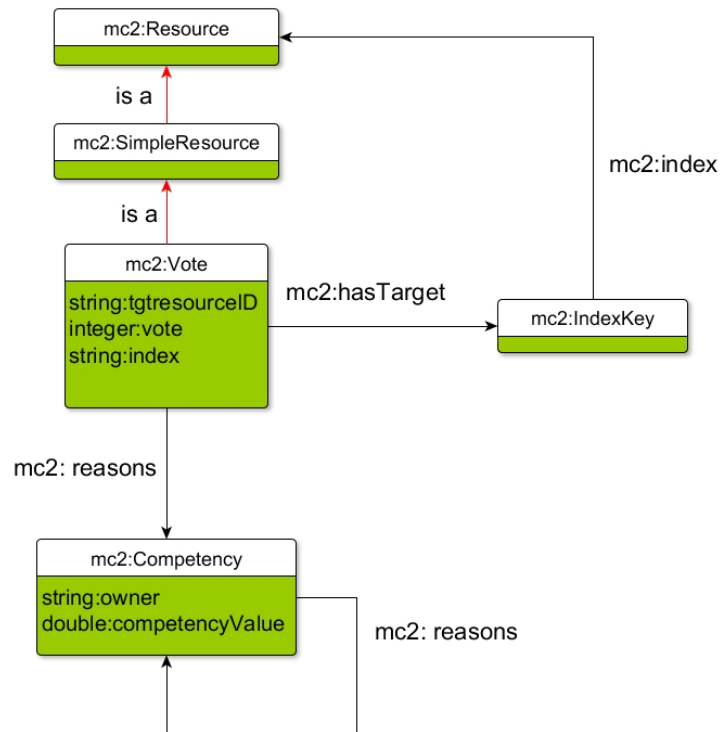 mc2:Resource
is a
mc2:SimpleResource
mc2:index
is a
mc2:Vote
string:tgtresourceID
integer:vote
string:index
mc2:hasTarget
mc2:IndexKey
mc2: reasons
mc2:Competency
string:owner
double:competencyValue
mc2: reasons